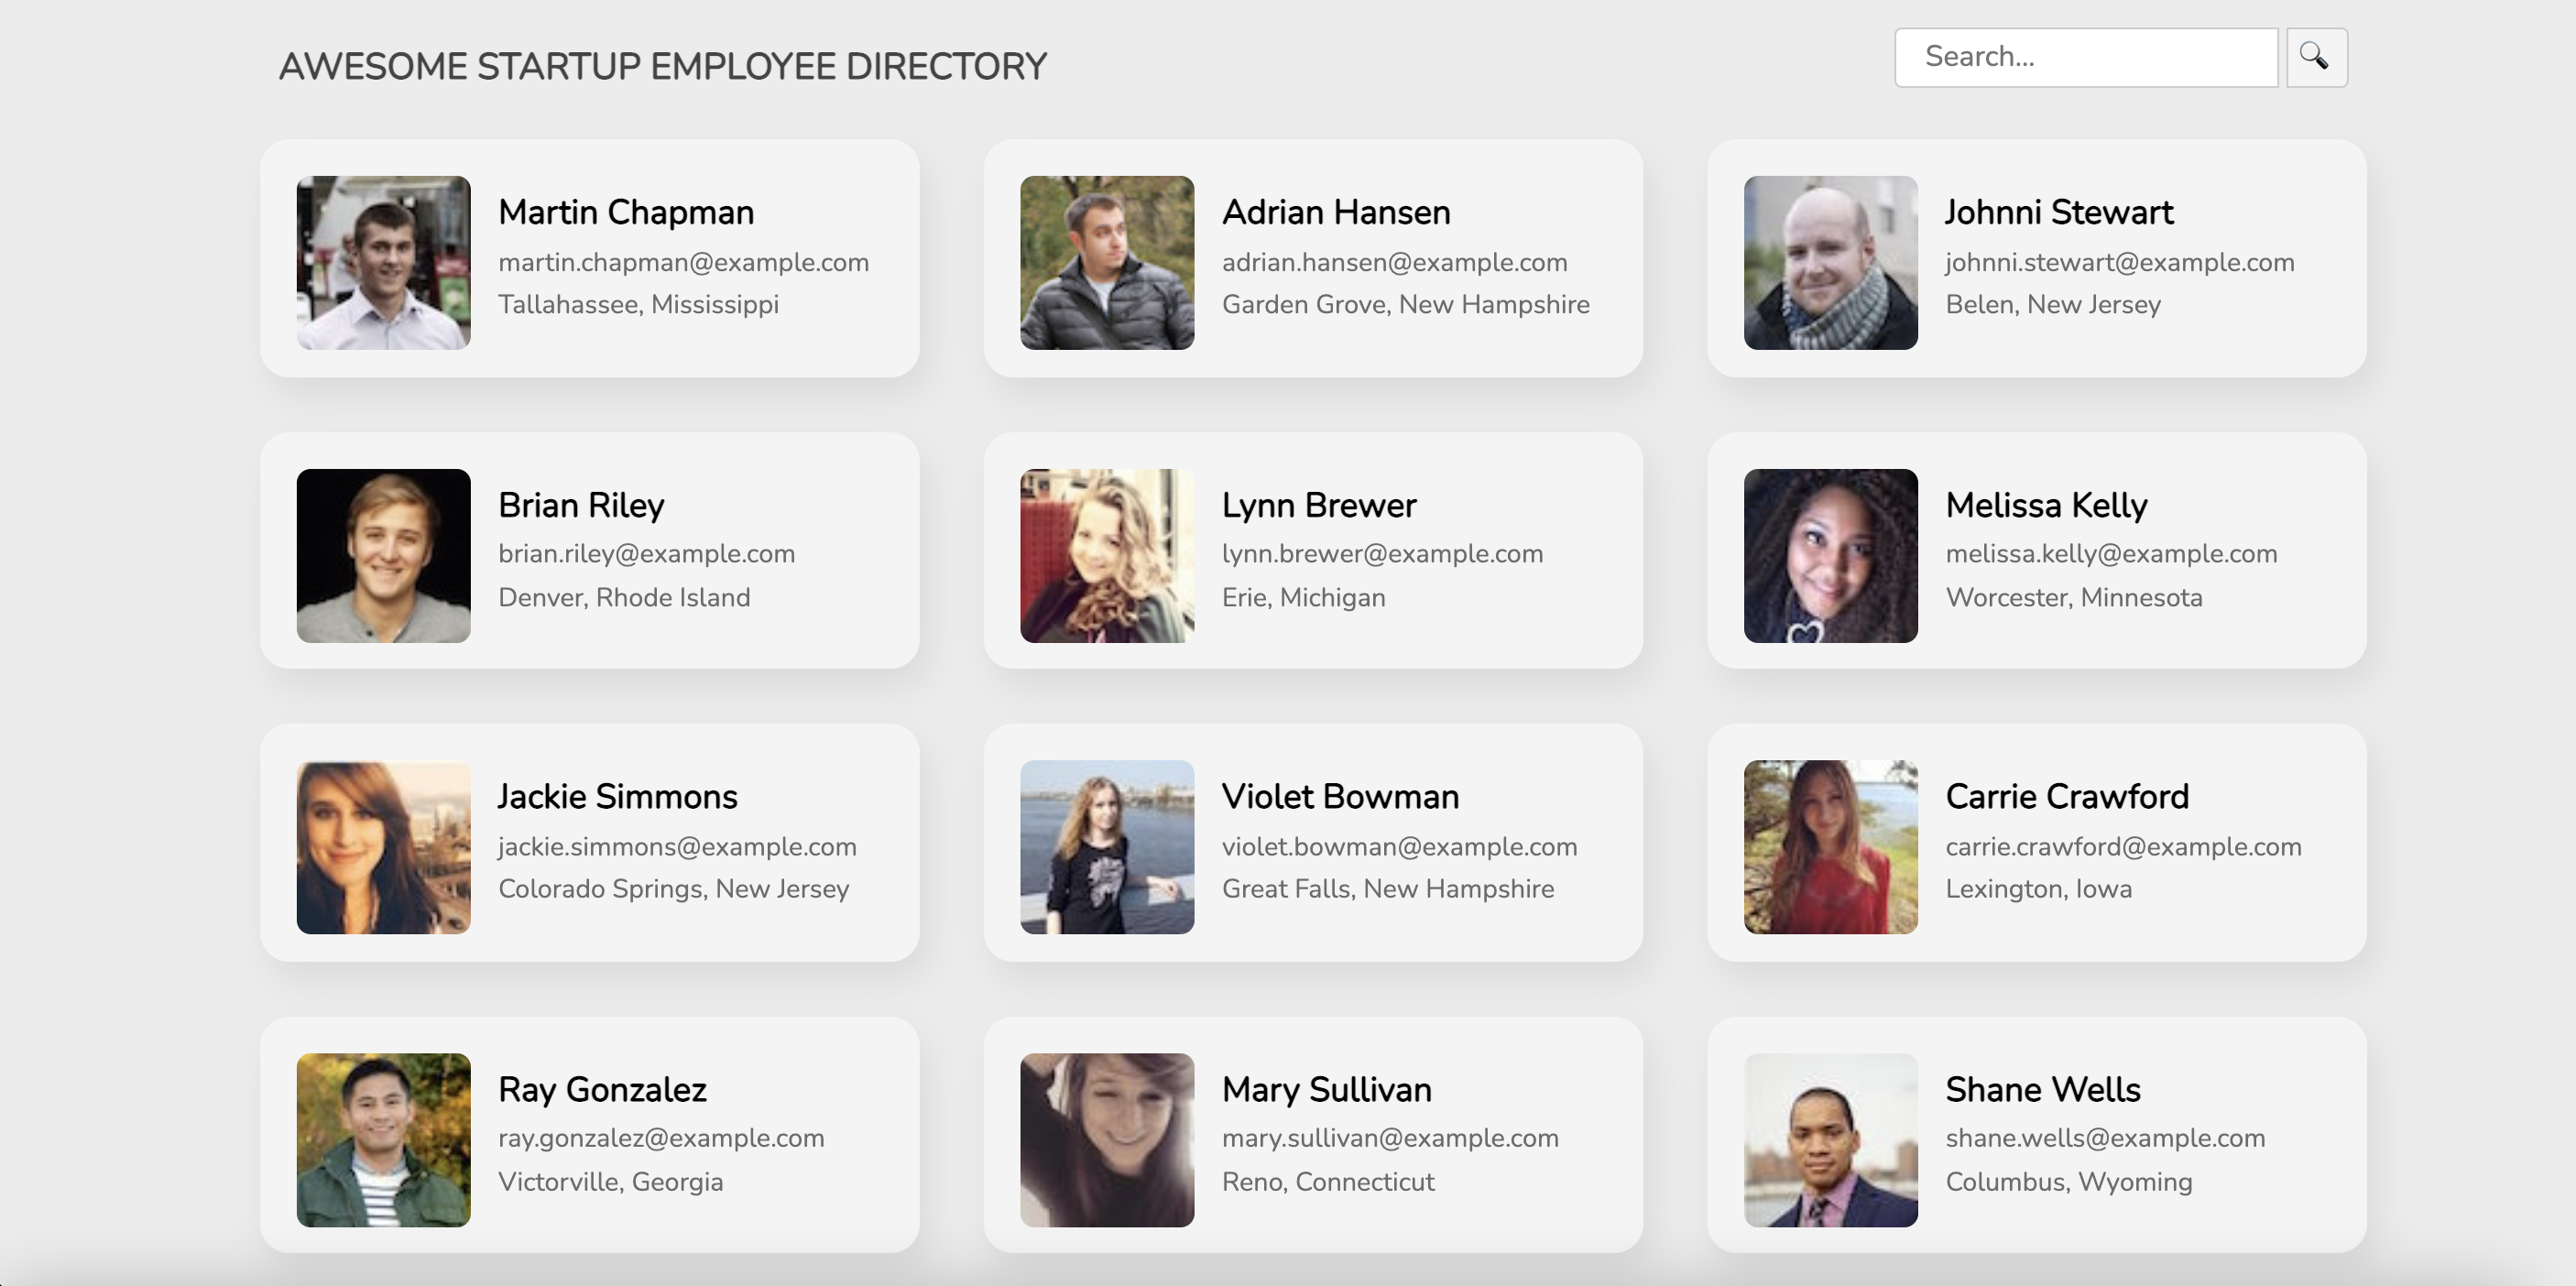 AWESOME STARTUP EMPLOYEE DIRECTORY
Search...
Martin Chapman
martin.chapman@example.com
Tallahassee, Mississippi
Adrian Hansen
adrian.hansen@example.com
Garden Grove, New Hampshire
Johnni Stewart
johnni.stewart@example.com
Belen, New Jersey
Brian Riley
brian.riley@example.com
Denver, Rhode Island
Lynn Brewer
lynn.brewer@example.com
Erie, Michigan
Melissa Kelly
melissa.kelly@example.com
Worcester, Minnesota
Jackie Simmons
jackie.simmons@example.com
Colorado Springs, New Jersey
Violet Bowman
violet.bowman@example.com
Great Falls, New Hampshire
Carrie Crawford
carrie.crawford@example.com
Lexington, Iowa
Ray Gonzalez
ray.gonzalez@example.com
Victorville, Georgia
Mary Sullivan
mary.sullivan@example.com
Reno, Connecticut
Shane Wells
shane.wells@example.com
Columbus, Wyoming